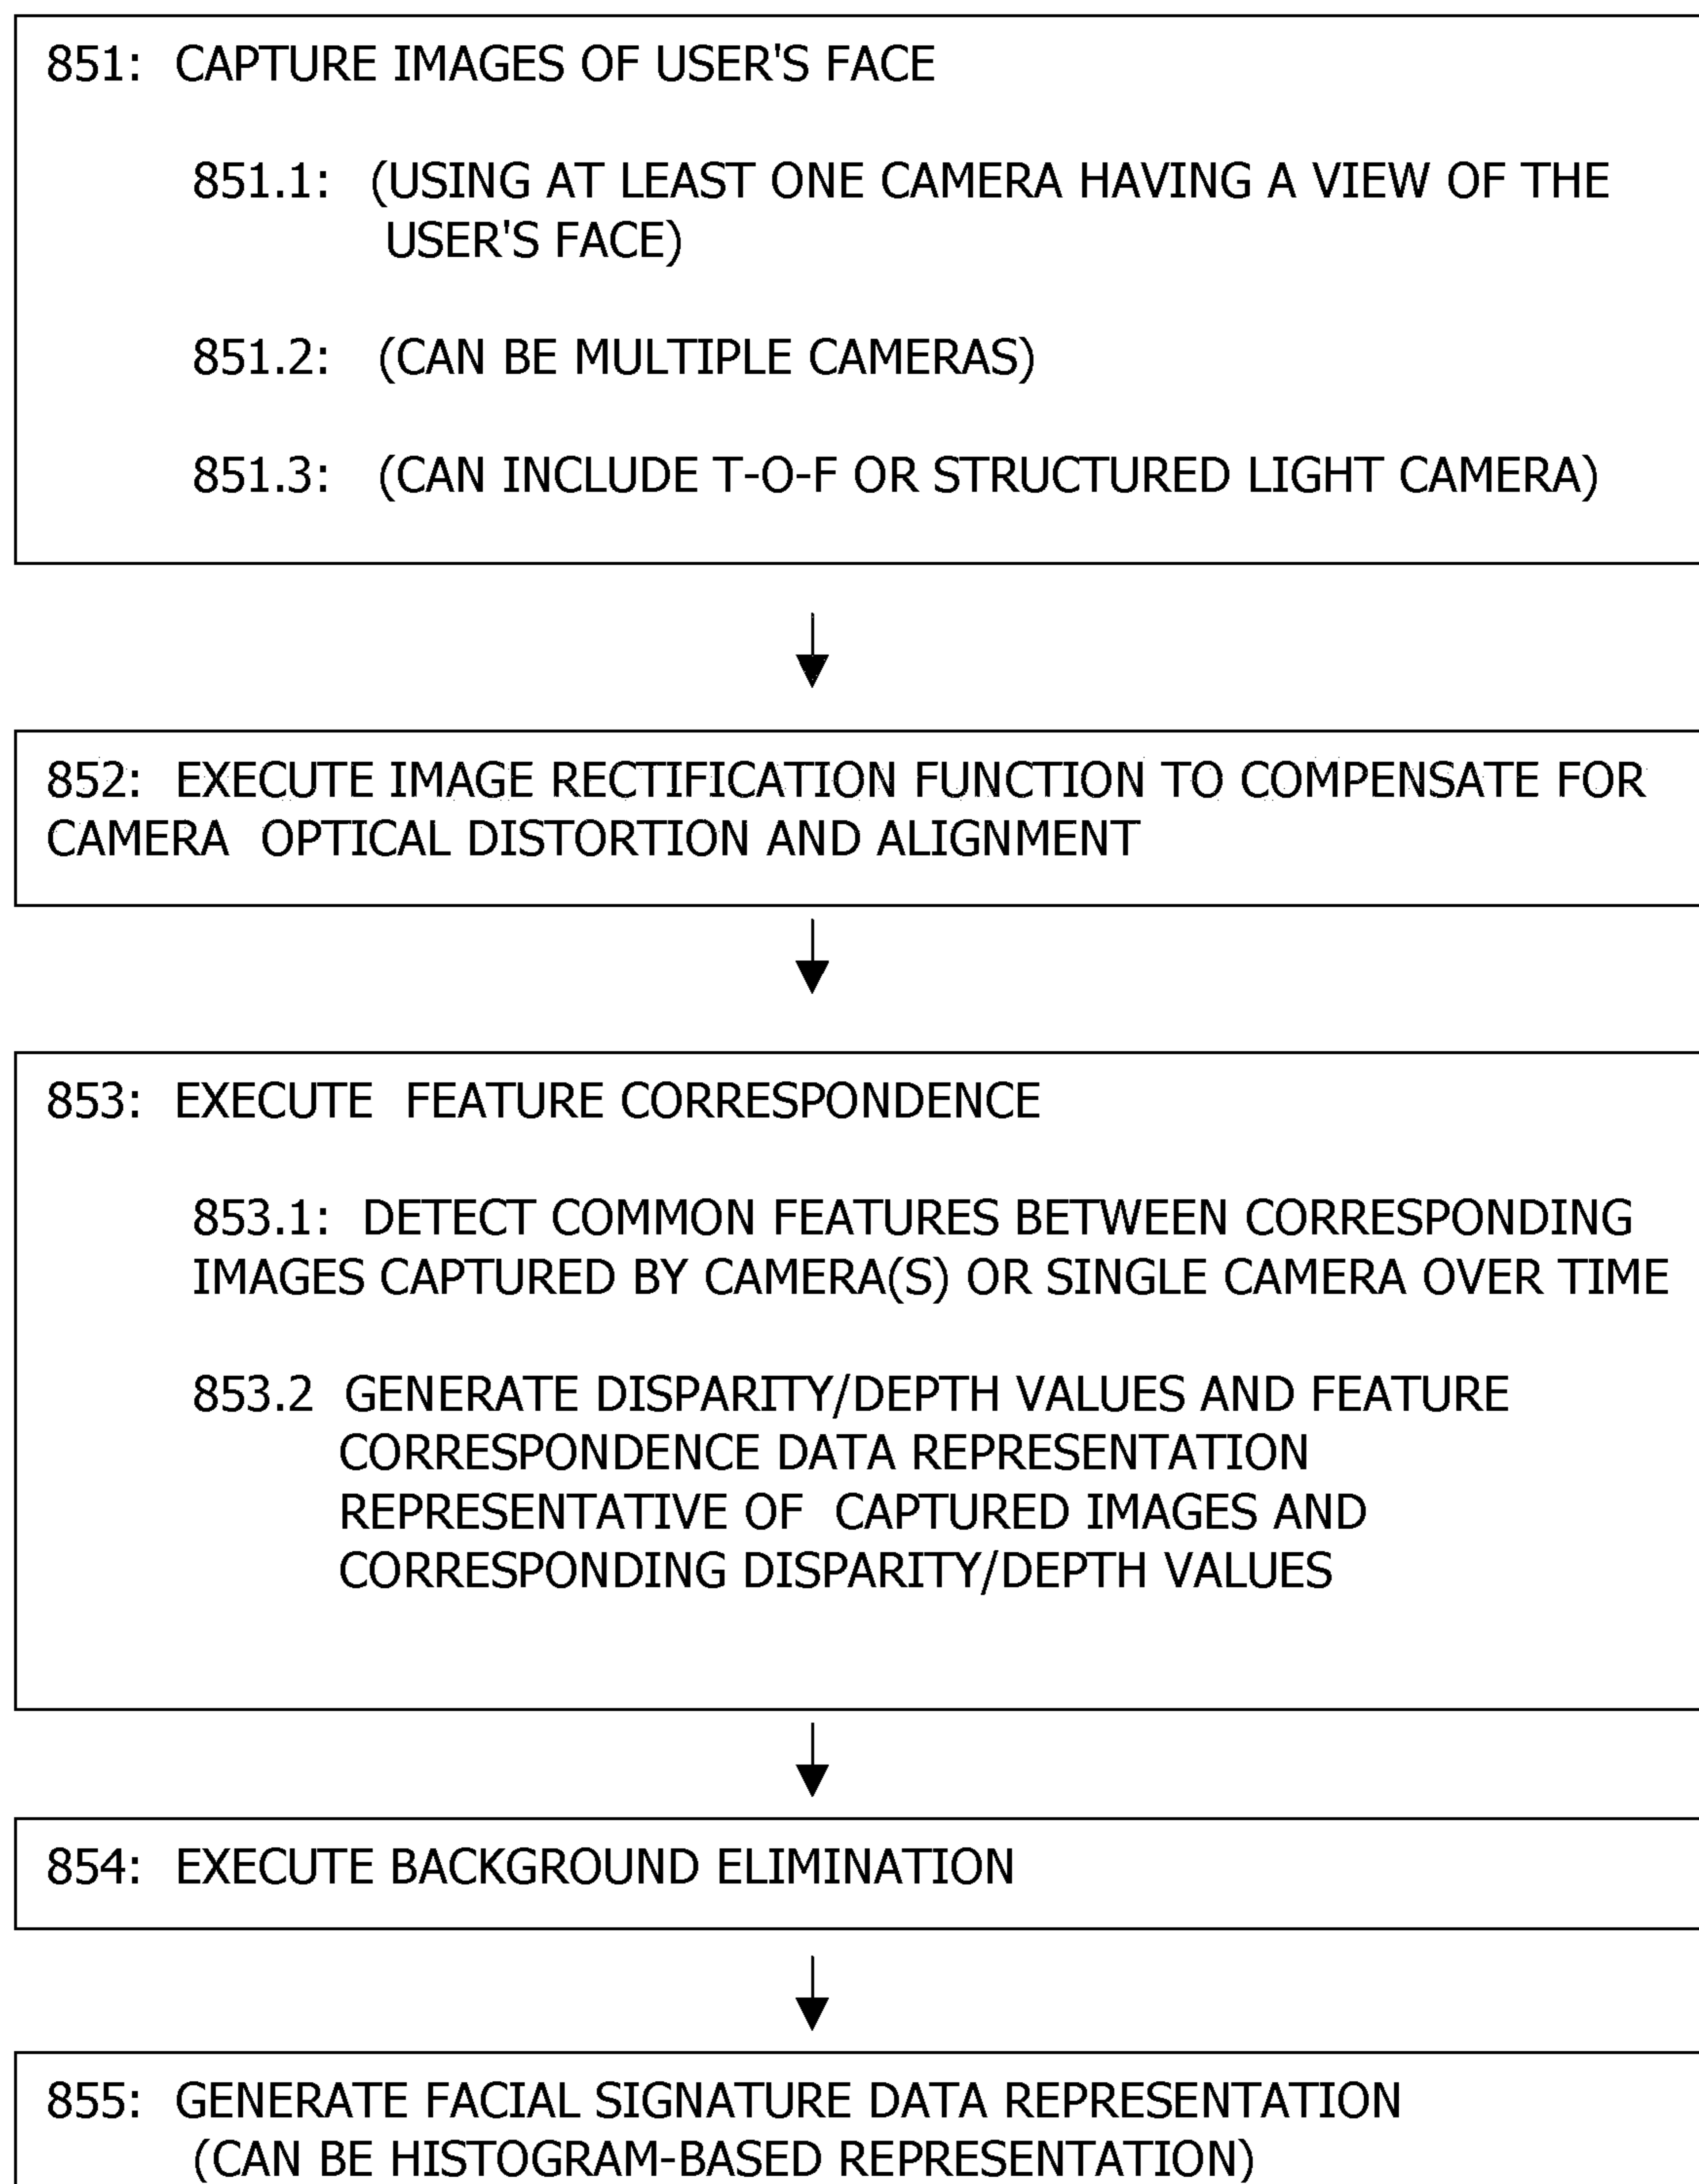 851: CAPTURE IMAGES OF USER'S FACE
851.1: (USING AT LEAST ONE CAMERA HAVING A VIEW OF THE
USER'S FACE)
851.2: (CAN BE MULTIPLE CAMERAS)
851.3: (CAN INCLUDE T-O-F OR STRUCTURED LIGHT CAMERA)
852: EXECUTE IMAGE RECTIFICATION FUNCTION TO COMPENSATE FOR
CAMERA OPTICAL DISTORTION AND ALIGNMENT
853: EXECUTE FEATURE CORRESPONDENCE
853.1: DETECT COMMON FEATURES BETWEEN CORRESPONDING
IMAGES CAPTURED BY CAMERA(S) OR SINGLE CAMERA OVER TIME
853.2 GENERATE DISPARITY/DEPTH VALUES AND FEATURE
CORRESPONDENCE DATA REPRESENTATION
REPRESENTATIVE OF CAPTURED IMAGES AND
CORRESPONDING DISPARITY/DEPTH VALUES
854: EXECUTE BACKGROUND ELIMINATION
855: GENERATE FACIAL SIGNATURE DATA REPRESENTATION
(CAN BE HISTOGRAM-BASED REPRESENTATION)